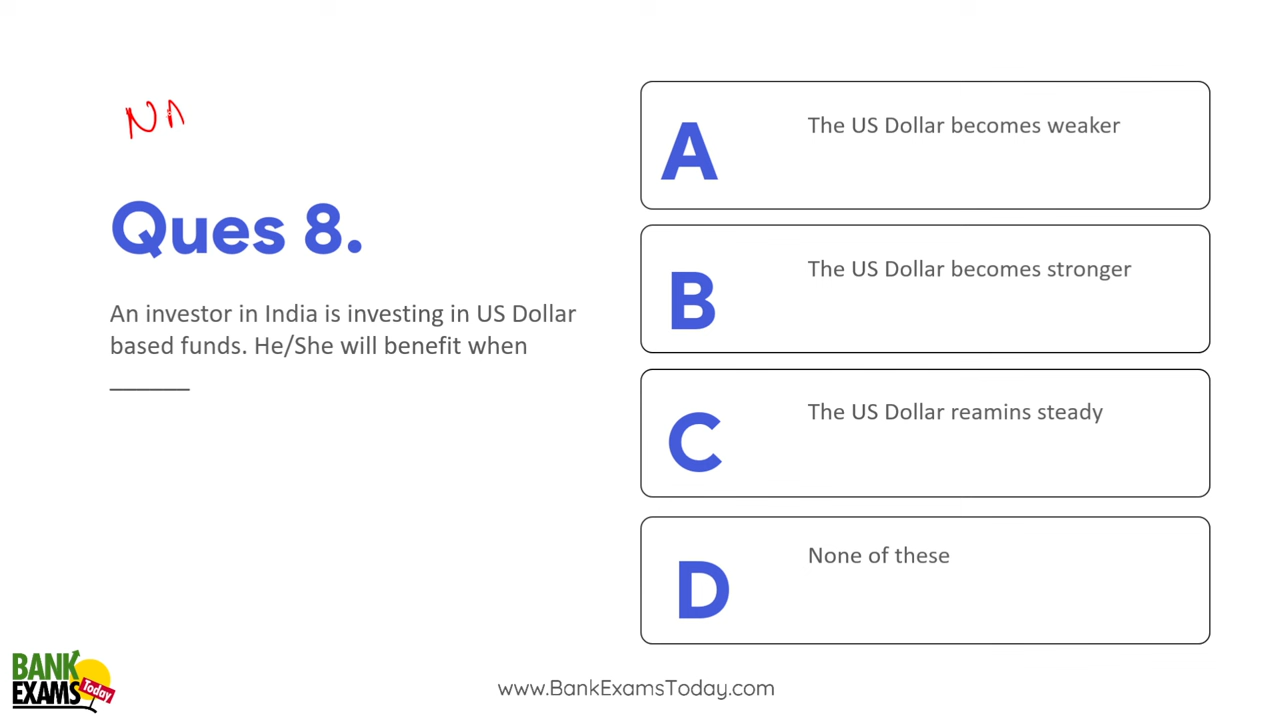 NA
Ques 8.
An investor in India is investing in US Dollar
based funds. He/She will benefit when
______
A
The US Dollar becomes weaker
B
The US Dollar becomes stronger
C
The US Dollar reamins steady
D
None of these
BANK
EXAMS
Today
www.BankExamsToday.com